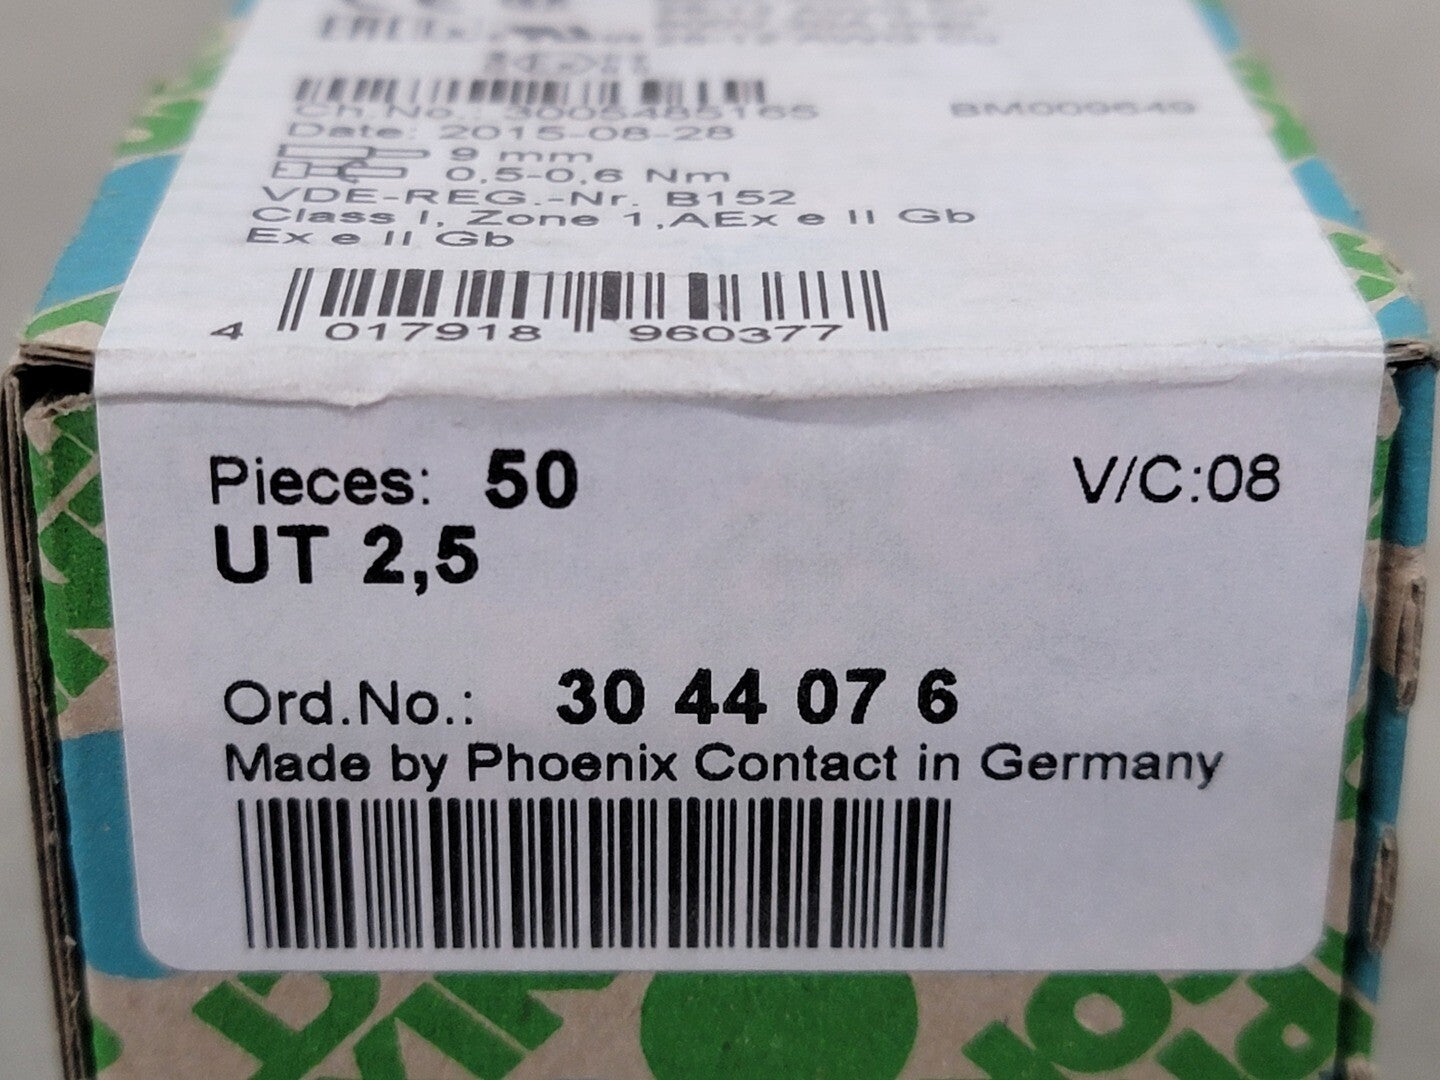 Ch.No.: 3005485165 BM009649
Date: 2015-08-28
9 mm
0,5-0,6 Nm
VDE-REG.-Nr. B152
Class I, Zone 1,AEx e II Gb
Ex e II Gb
4 017918 960377
Pieces: 50 V/C:08
UT 2,5
Ord.No.: 30 44 07 6
Made by Phoenix Contact in Germany